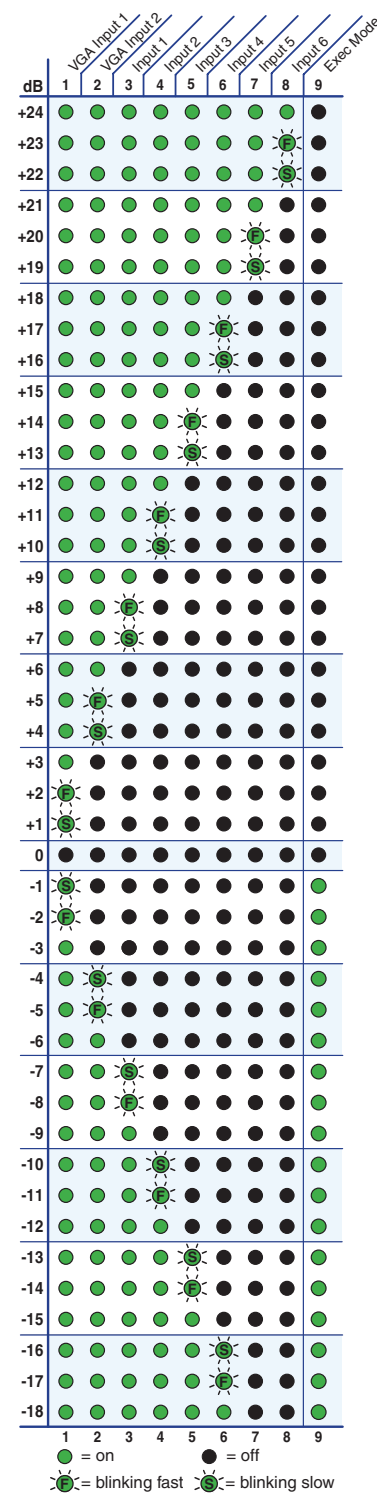 VGA Input 1
VGA Input 2
Input 1
Input 2
Input 3
Input 4
Input 5
Input 6
Exec Mode
dB 1 2 3 4 5 6 7 8 9
+24
+23 F
+22 S
+21
+20 F
+19 S
+18
+17 F
+16 S
+15
+14 F
+13 S
+12
+11 F
+10 S
+9
+8 F
+7 S
+6
+5 F
+4 S
+3
+2 F
+1 S
0
-1 S
-2 F
-3
-4 S
-5 F
-6
-7 S
-8 F
-9
-10 S
-11 F
-12
-13 S
-14 F
-15
-16 S
-17 F
-18
1 2 3 4 5 6 7 8 9
= on = off
F = blinking fast S = blinking slow